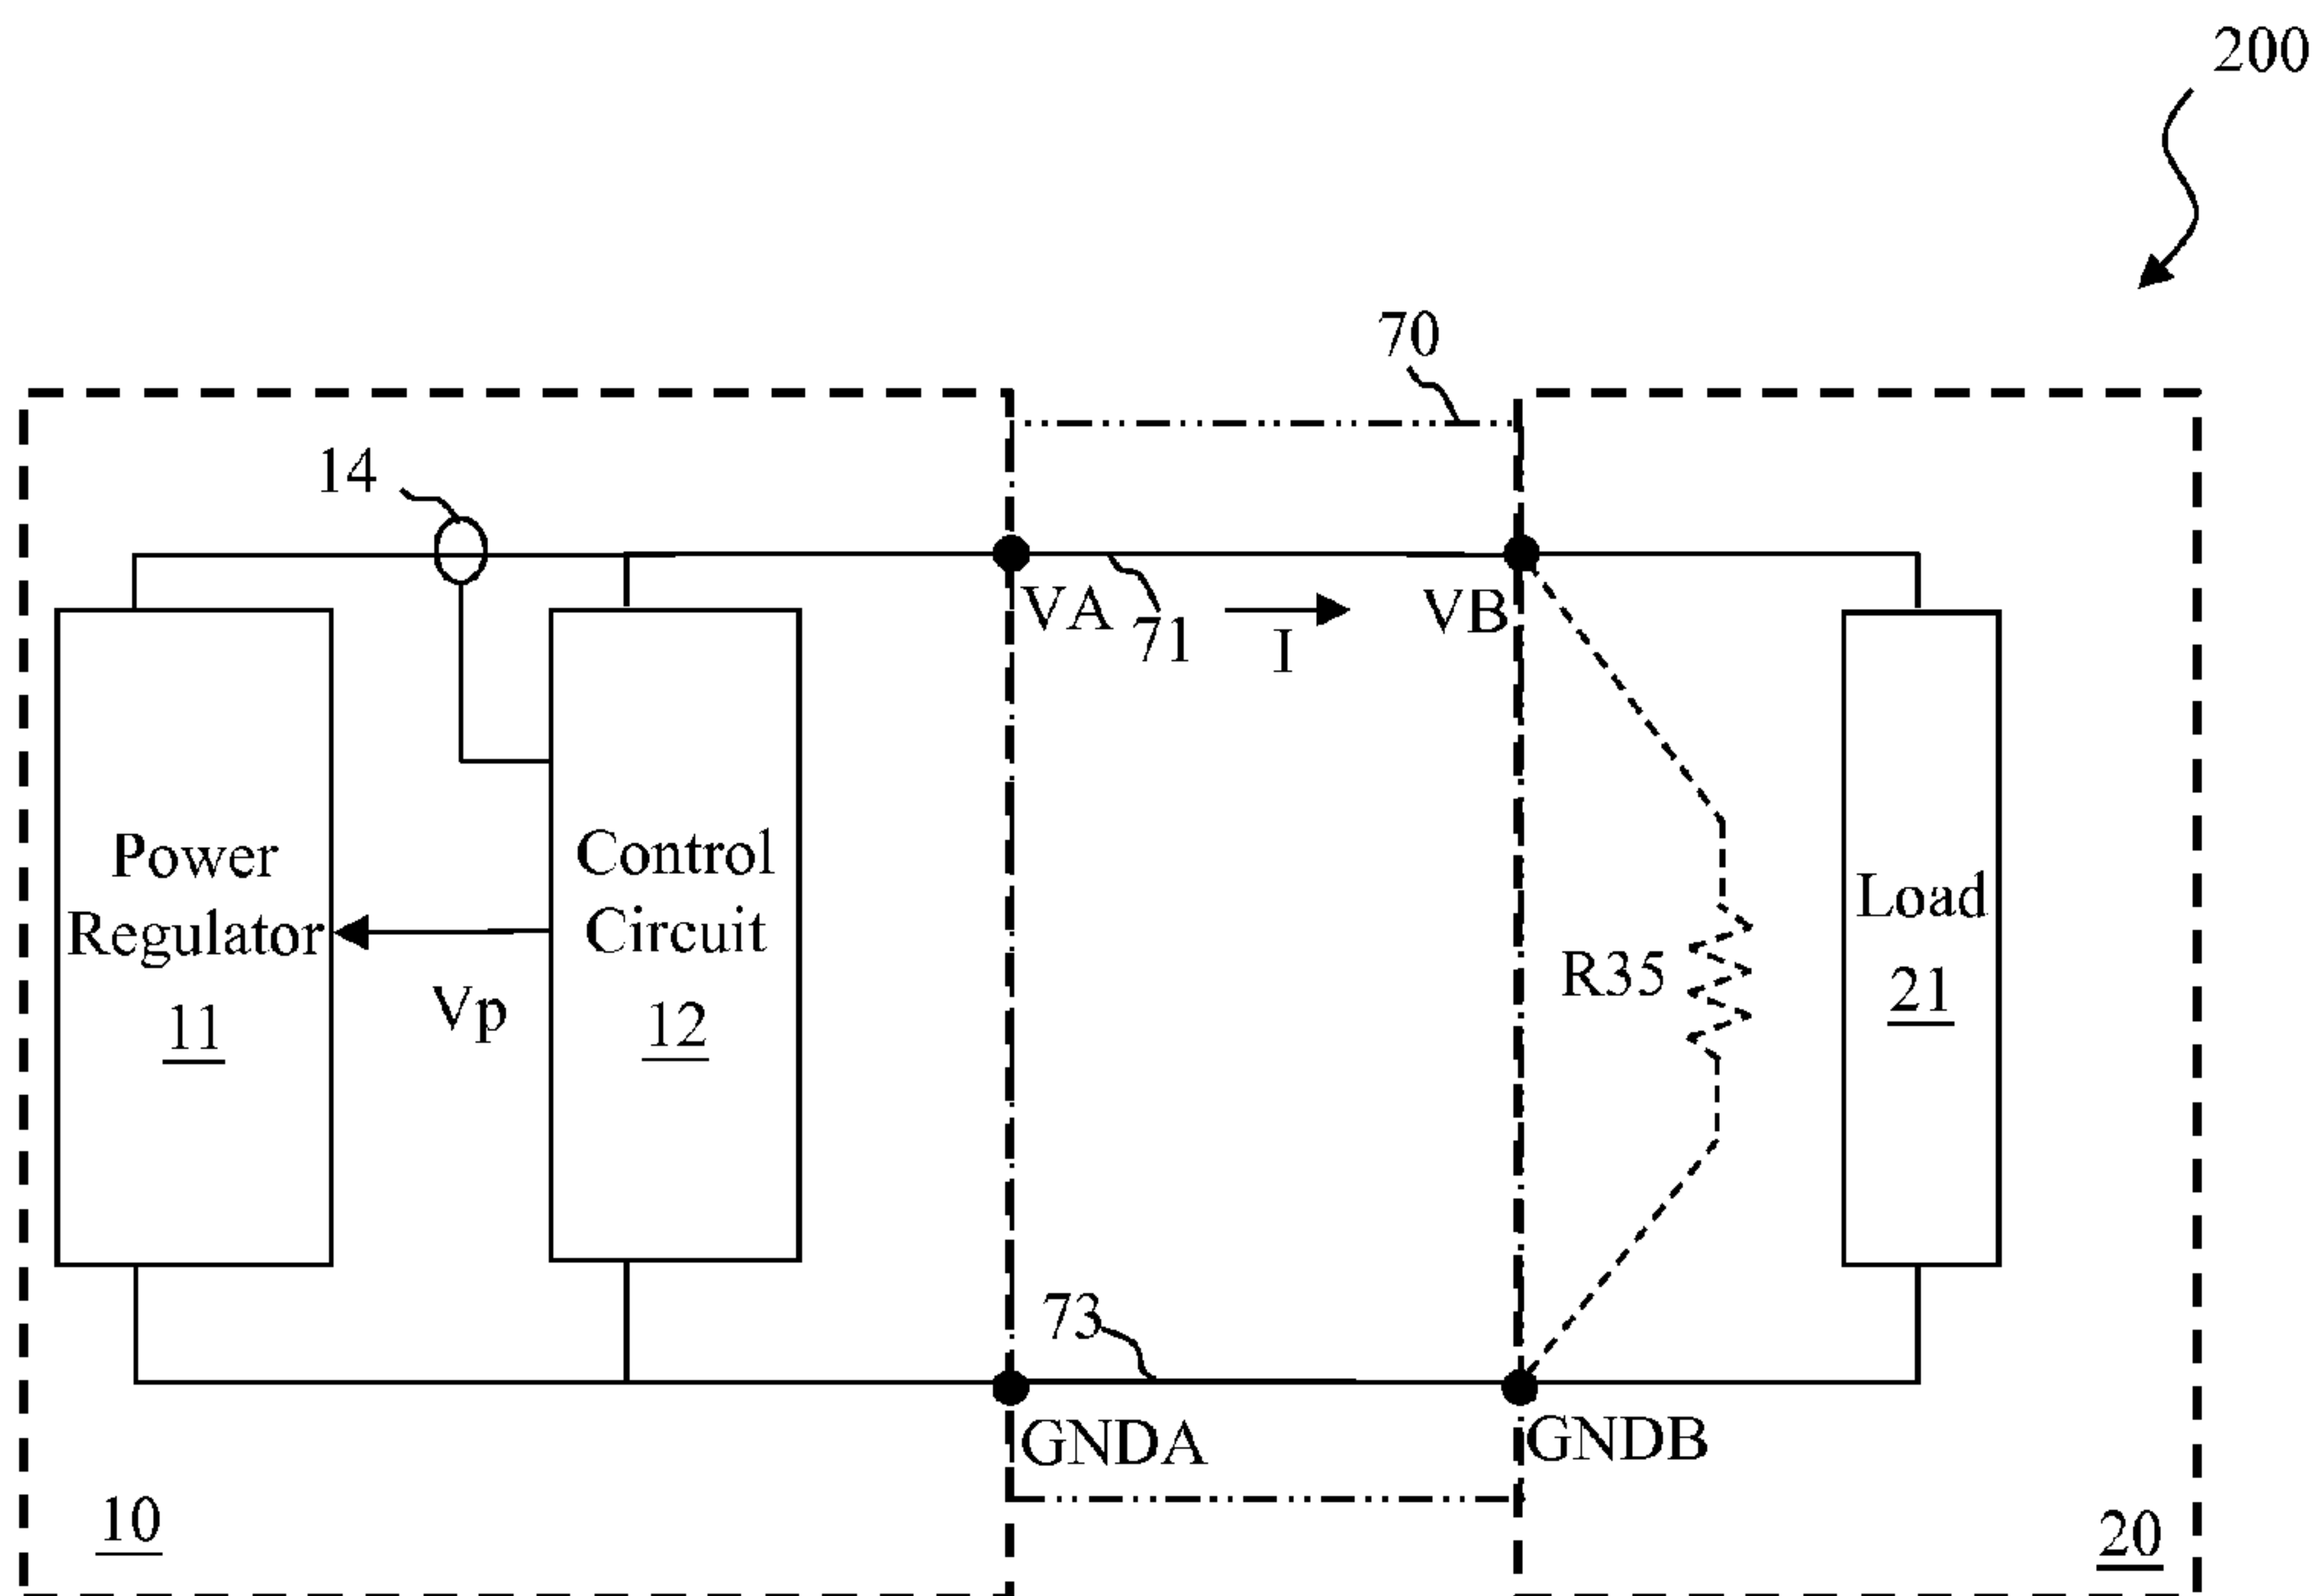 200
70
14
VA
71
I
VB
Power
Regulator
11
Vp
Control
Circuit
12
R35
Load
21
73
GNDA
GNDB
10
20